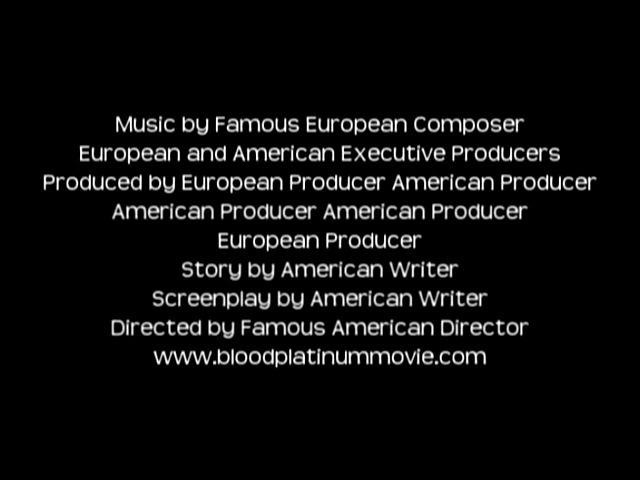 Music by Famous European Composer
European and American Executive Producers
Produced by European Producer American Producer
American Producer American Producer
European Producer
Story by American Writer
Screenplay by American Writer
Directed by Famous American Director
www.bloodplatinummovie.com